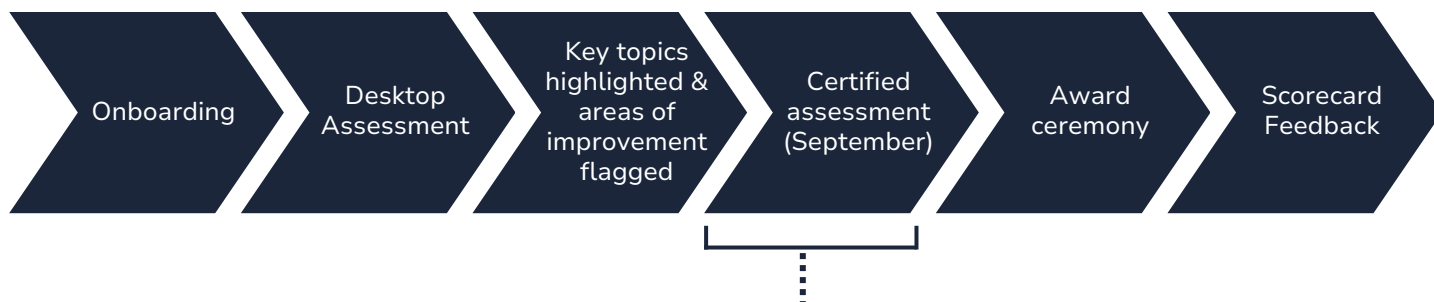 Onboarding
Desktop
Assessment
Key topics
highlighted &
areas of
improvement
flagged
Certified
assessment
(September)
Award
ceremony
Scorecard
Feedback